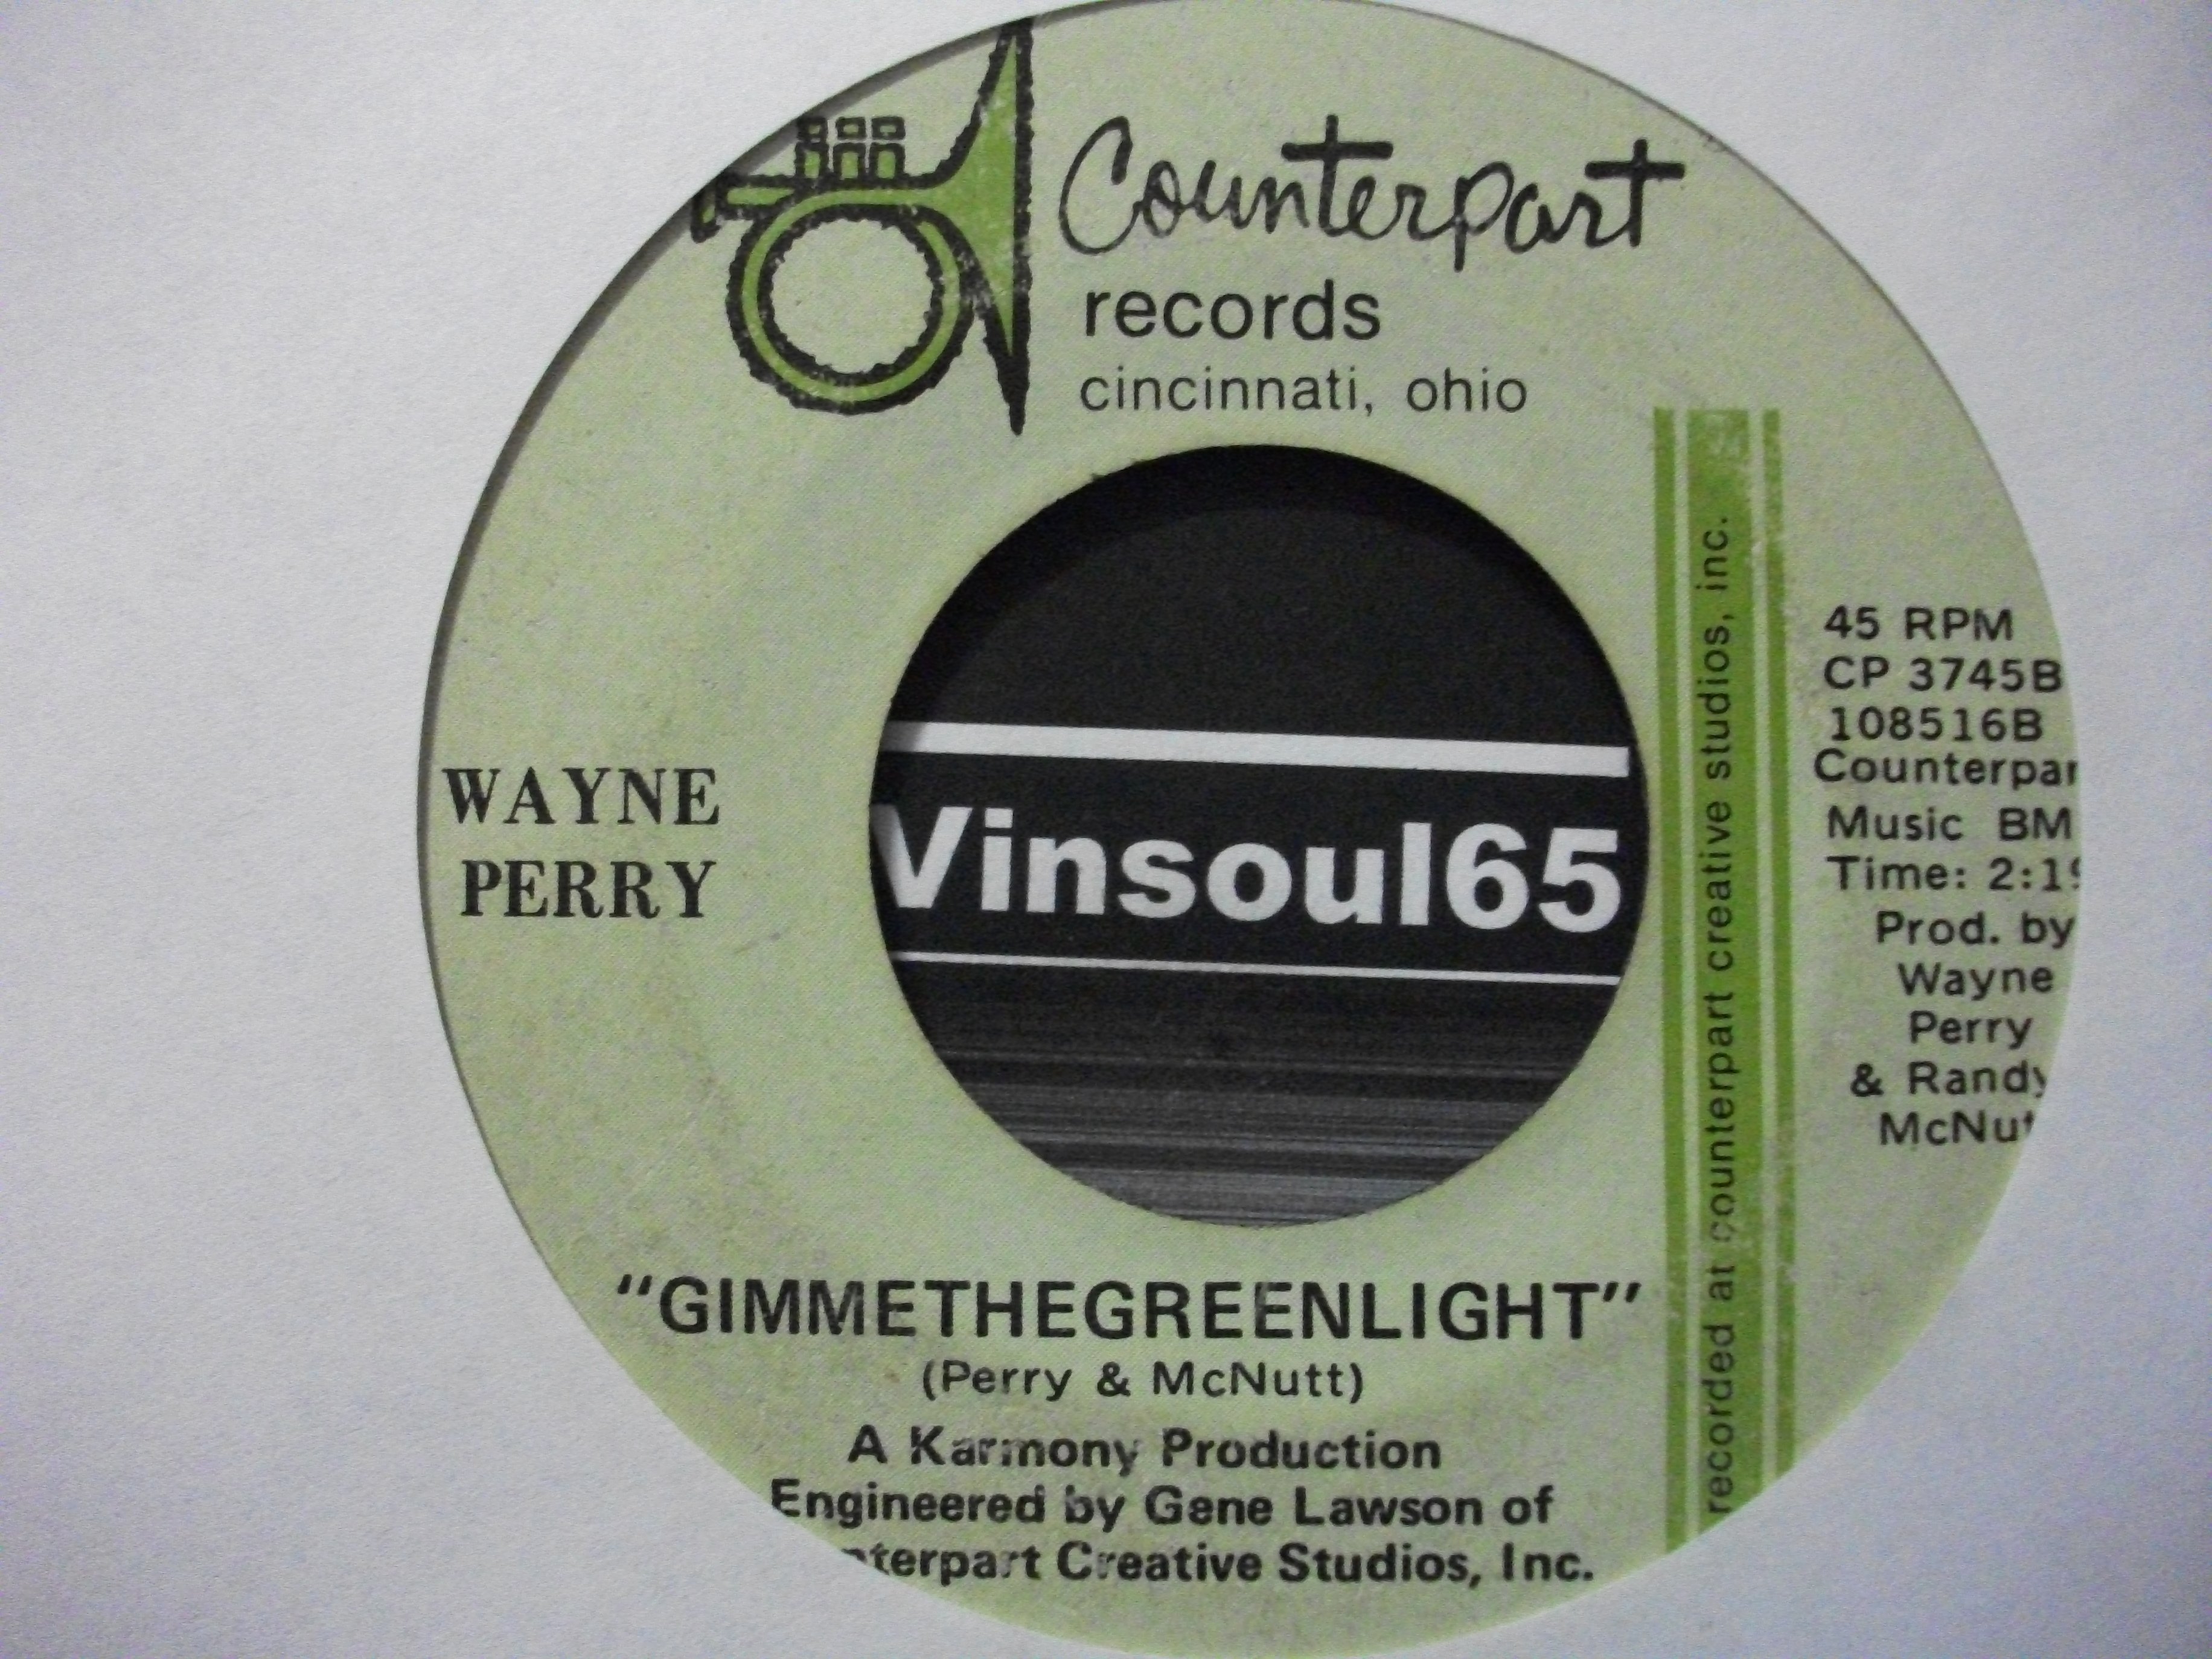 Counterpart
records
cincinnati, ohio
recorded at counterpart creative studios, inc.
45 RPM
CP 3745B
108516B
Counterpar
Music BM
Time: 2:1
Prod. by
Wayne
Perry
& Randy
McNut
WAYNE
PERRY
Vinsoul65
"GIMMETHEGREENLIGHT"
(Perry & McNutt)
A Karmony Production
Engineered by Gene Lawson of
nterpart Creative Studios, Inc.